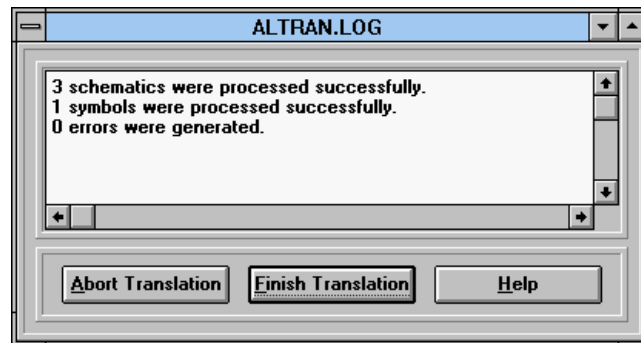 ALTRAN.LOG
3 schematics were processed successfully.
1 symbols were processed successfully.
0 errors were generated.
Abort Translation Finish Translation Help